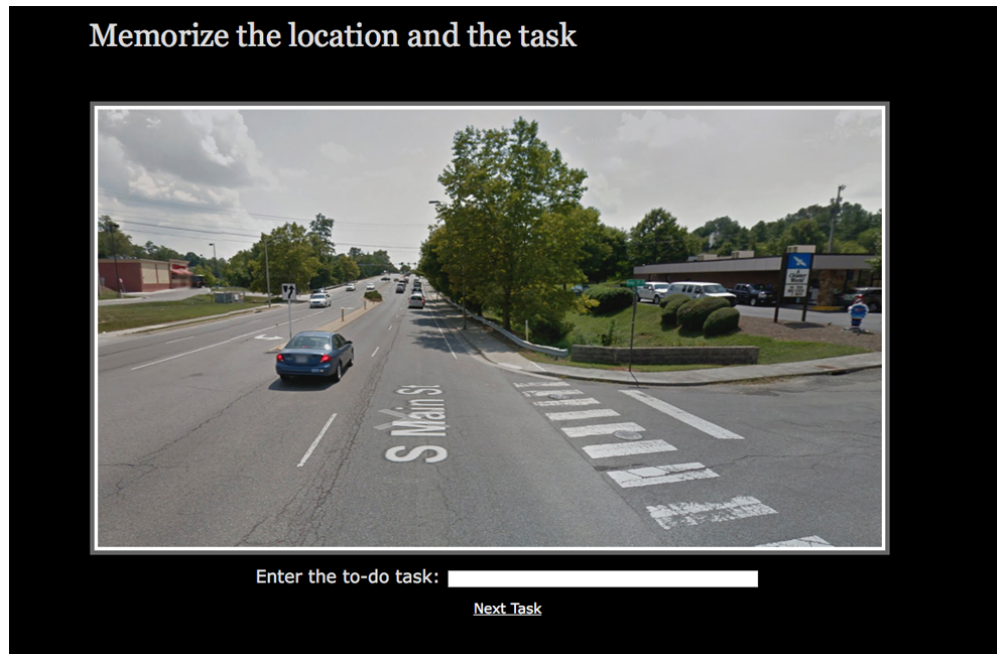 Memorize the location and the task
S Main St
Enter the to-do task:
Next Task